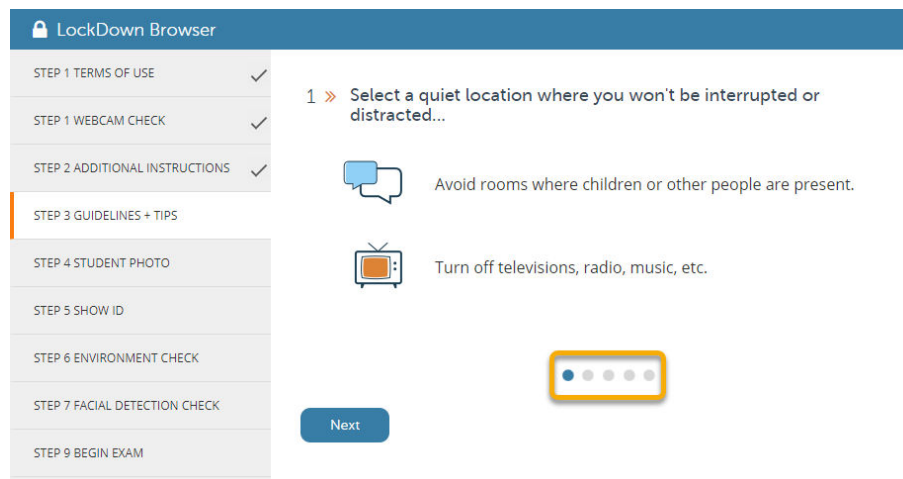 LockDown Browser
STEP 1 TERMS OF USE
STEP 1 WEBCAM CHECK
STEP 2 ADDITIONAL INSTRUCTIONS
STEP 3 GUIDELINES + TIPS
STEP 4 STUDENT PHOTO
STEP 5 SHOW ID
STEP 6 ENVIRONMENT CHECK
STEP 7 FACIAL DETECTION CHECK
STEP 9 BEGIN EXAM
1 » Select a quiet location where you won't be interrupted or
distracted...
Avoid rooms where children or other people are present.
Turn off televisions, radio, music, etc.
Next